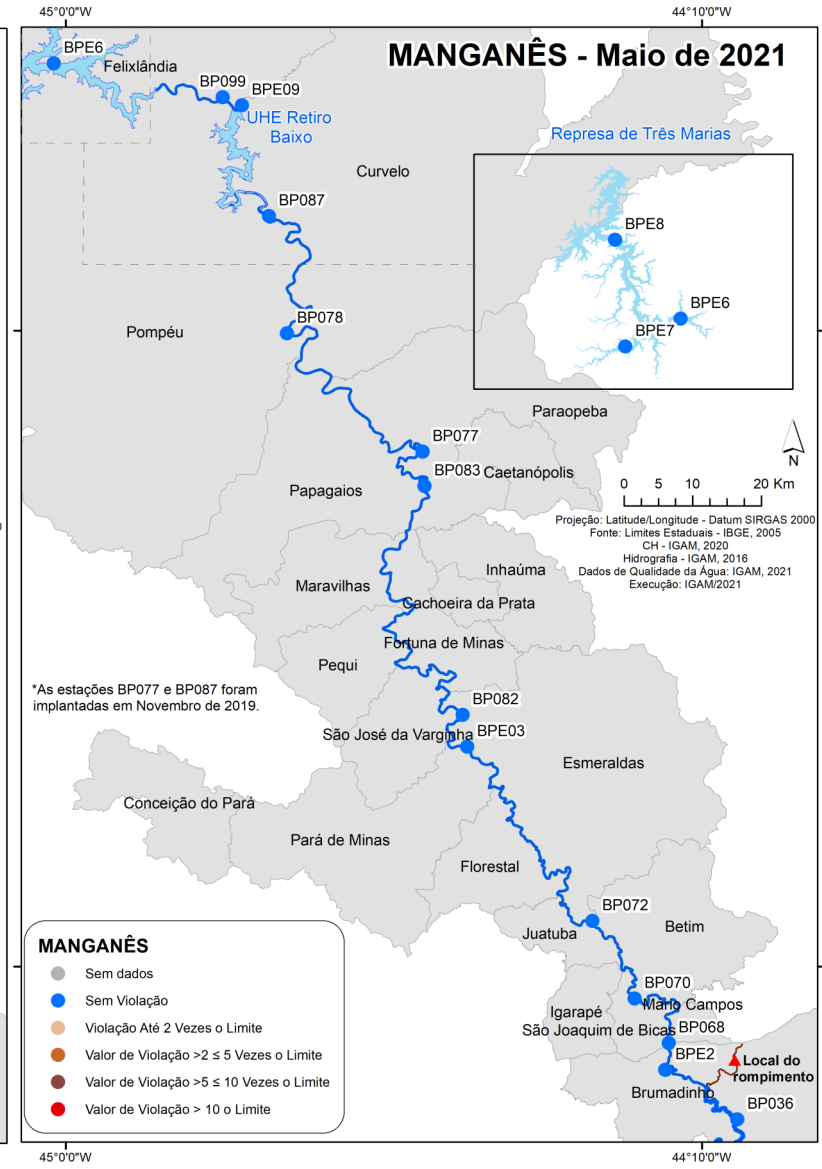 45°0'0"W
44°10'0"W
MANGANÊS - Maio de 2021
BPE6
Felixlândia
BP099
BPE09
UHE Retiro
Baixo
Represa de Três Marias
Curvelo
BP087
BPE8
BPE6
BPE7
BP078
Pompéu
Paraopeba
BP077
BP083
Caetanópolis
Papagaios
N
0 5 10 20 Km
Projeção: Latitude/Longitude - Datum SIRGAS 2000
Fonte: Limites Estaduais - IBGE, 2005
CH - IGAM, 2020
Hidrografia - IGAM, 2016
Dados de Qualidade da Água: IGAM, 2021
Execução: IGAM/2021
Inhaúma
Maravilhas
Cachoeira da Prata
Fortuna de Minas
Pequi
*As estações BP077 e BP087 foram
implantadas em Novembro de 2019.
BP082
São José da Varginha
BPE03
Esmeraldas
Conceição do Pará
Pará de Minas
Florestal
BP072
Betim
Juatuba
BP070
Mário Campos
Igarapé
São Joaquim de Bicas
BP068
BPE2
Local do
rompimento
Brumadinho
BP036
MANGANÊS
Sem dados
Sem Violação
Violação Até 2 Vezes o Limite
Valor de Violação >2 ≤ 5 Vezes o Limite
Valor de Violação >5 ≤ 10 Vezes o Limite
Valor de Violação > 10 o Limite
45°0'0"W
44°10'0"W